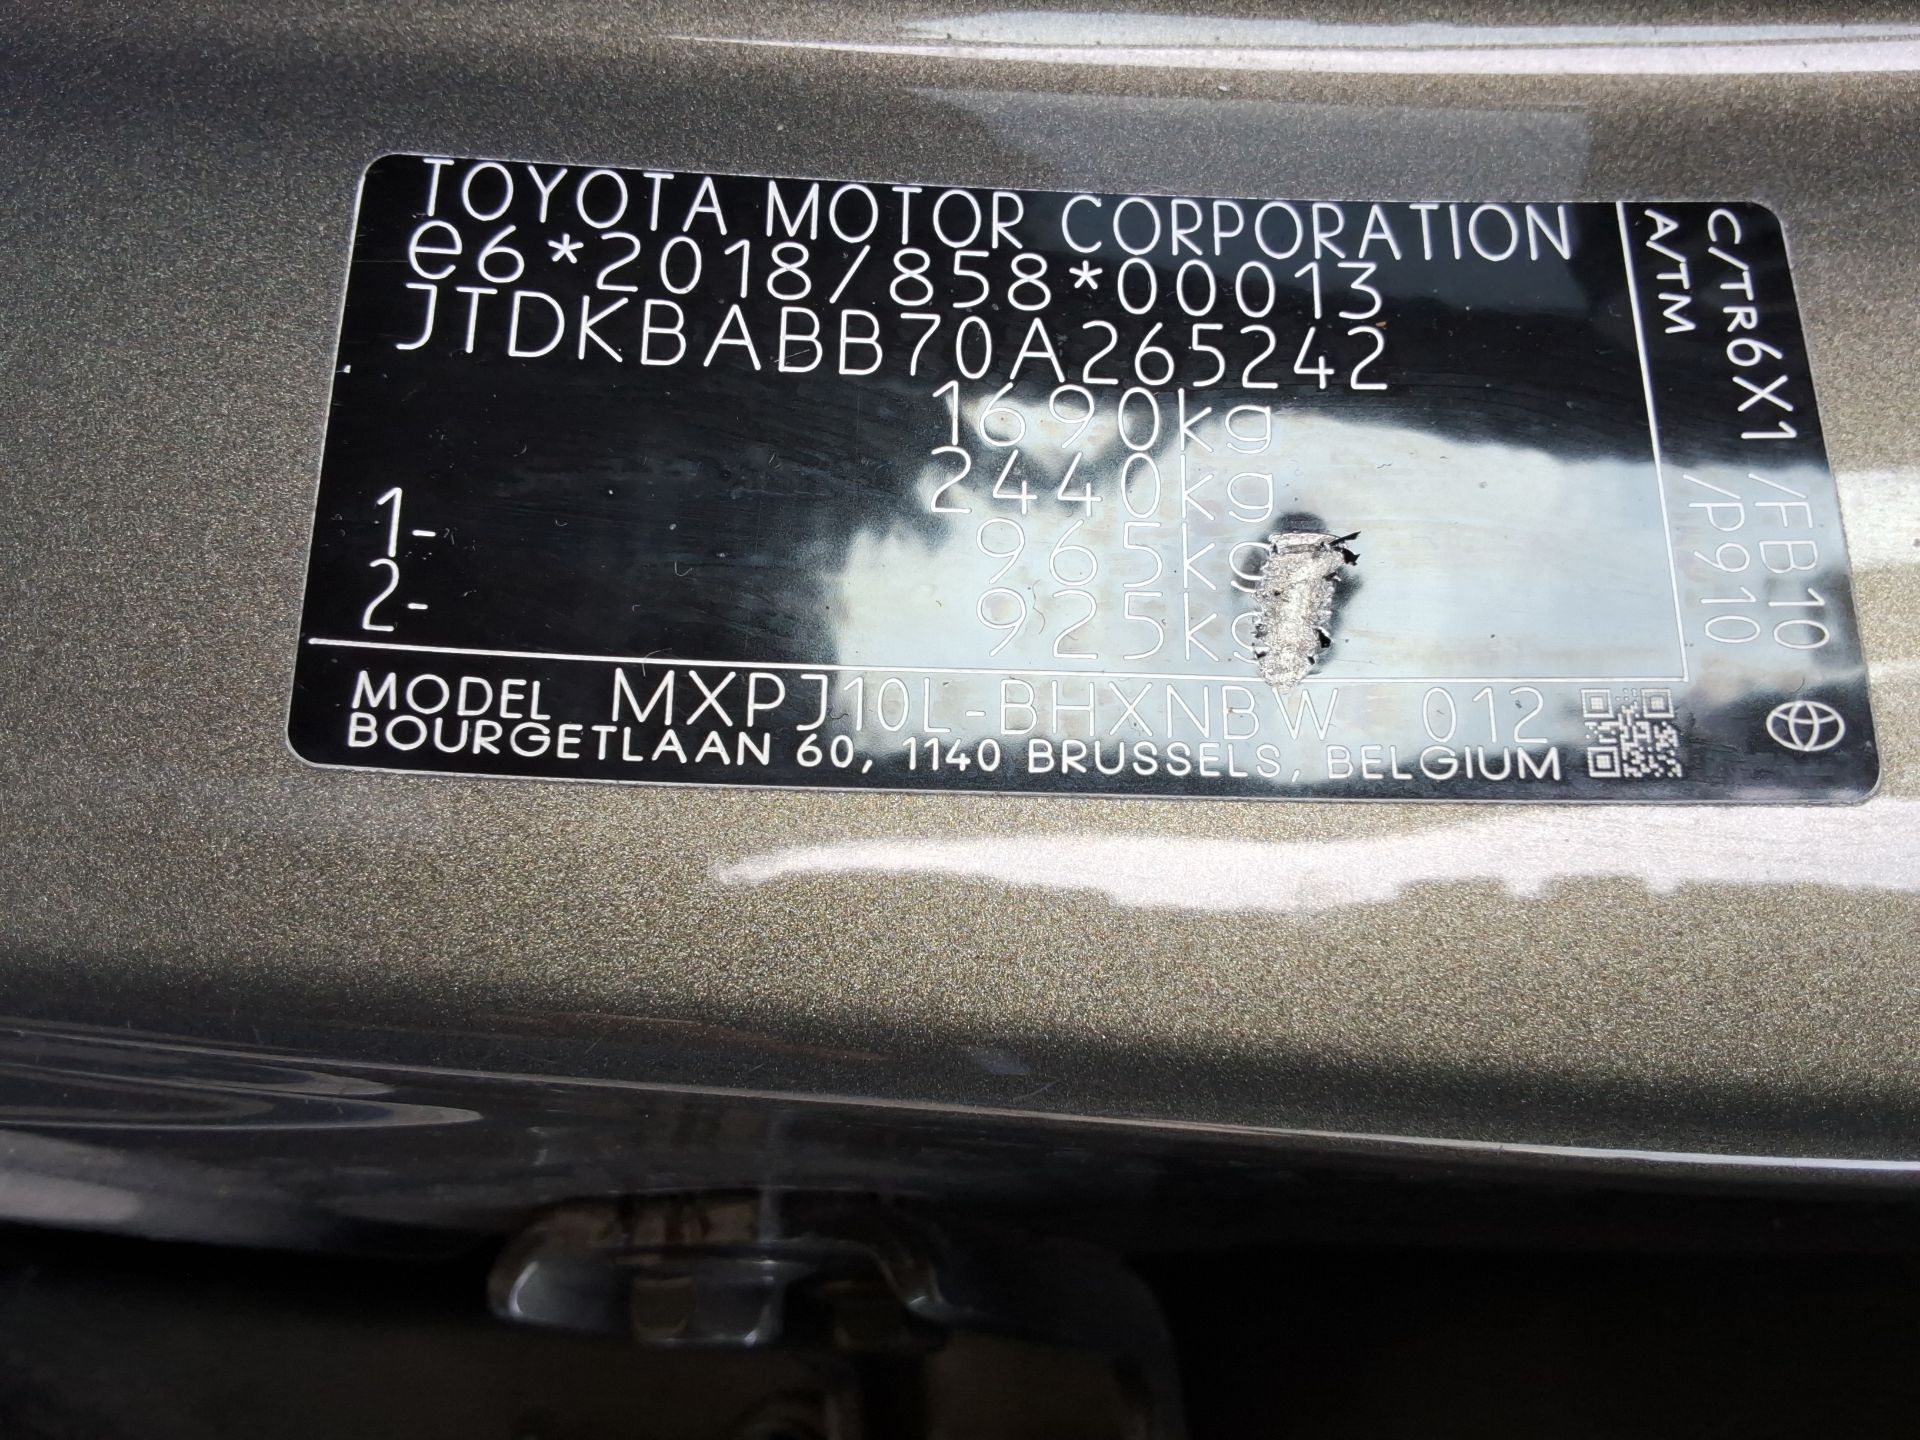 TOYOTA MOTOR CORPORATION
e6*2018/858*00013
JTDKBABB70A265242
1690kg
2440kg
1- 965kg
2- 925kg
MODEL MXPJ10L-BHXNBW 012
BOURGETLAAN 60, 1140 BRUSSELS, BELGIUM
C/TR6X1 /FB10
A/TM /P910